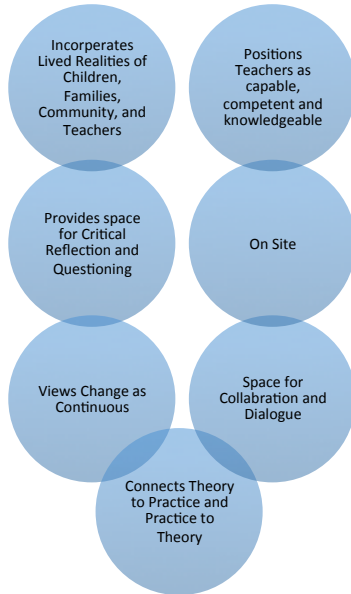 Incorperates
Lived Realities of
Children,
Families,
Community, and
Teachers
Positions
Teachers as
capable,
competent and
knowledgeable
Provides space
for Critical
Reflection and
Questioning
On Site
Views Change as
Continuous
Space for
Collabration and
Dialogue
Connects Theory
to Practice and
Practice to
Theory